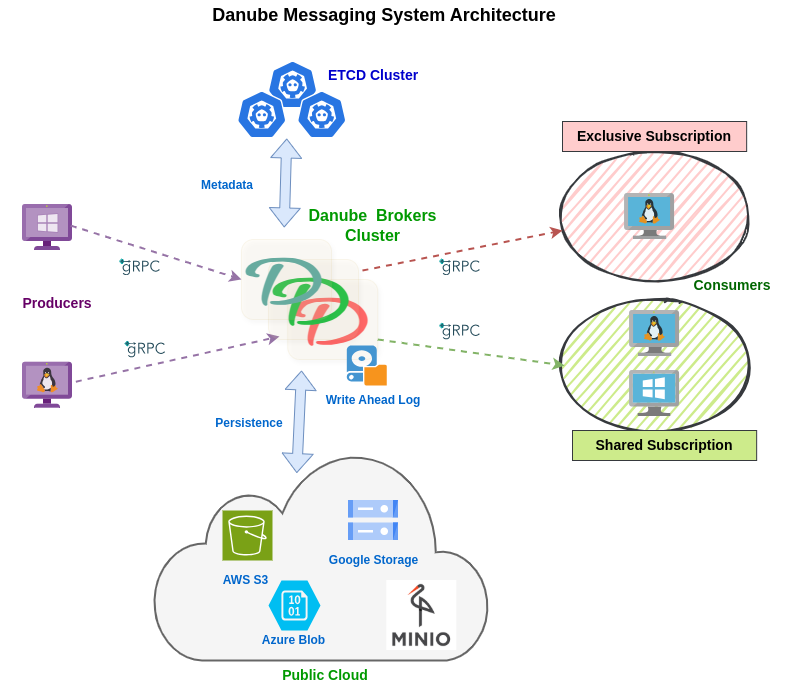 Danube Messaging System Architecture
ETCD Cluster
Exclusive Subscription
Metadata
Danube Brokers
Cluster
gRPC
gRPC
Consumers
Producers
gRPC
gRPC
Write Ahead Log
Persistence
Shared Subscription
Google Storage
AWS S3
10
01
Azure Blob
MINIO
Public Cloud